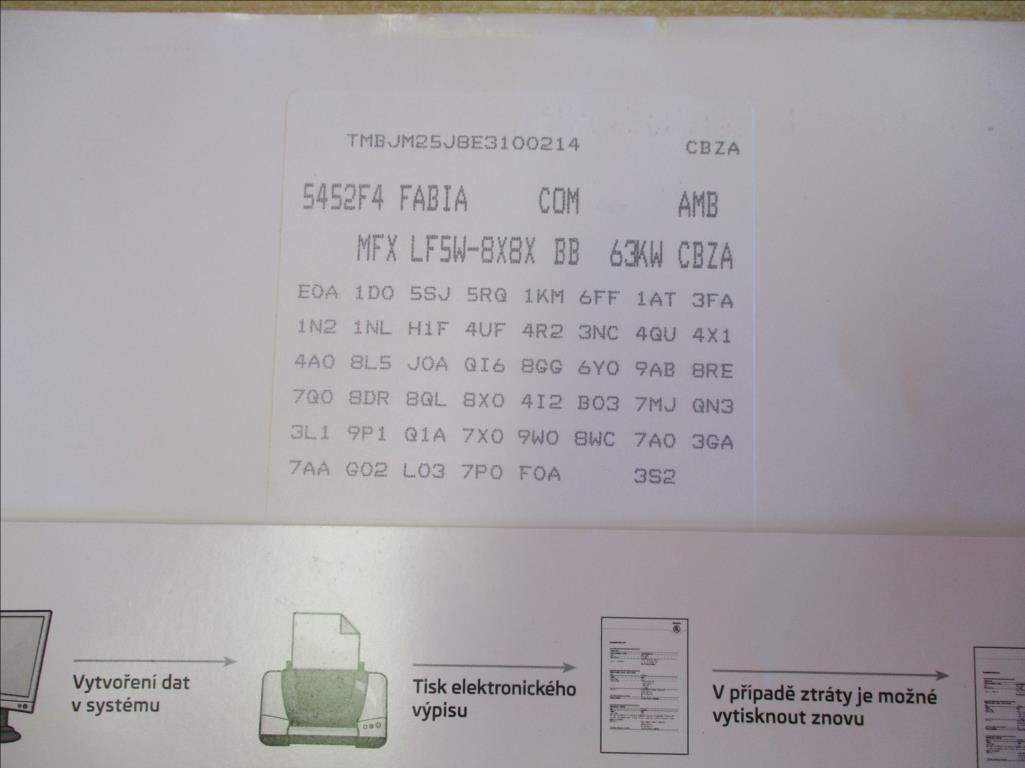 TMBJM25J8E3100214 CBZA
5452F4 FABIA COM AMB
MFX LF5W-8X8X BB 63KW CBZA
E0A 1D0 5SJ 5RQ 1KM 6FF 1AT 3FA
1N2 1NL H1F 4UF 4R2 3NC 4QU 4X1
4A0 8L5 J0A QI6 8GG 6Y0 9AB 8RE
7Q0 8DR 8QL 8X0 4I2 B03 7MJ QN3
3L1 9P1 Q1A 7X0 9W0 8WC 7A0 3GA
7AA G02 L03 7P0 F0A 3S2
Vytvoření dat
v systému
Tisk elektronického
výpisu
V případě ztráty je možné
vytisknout znovu